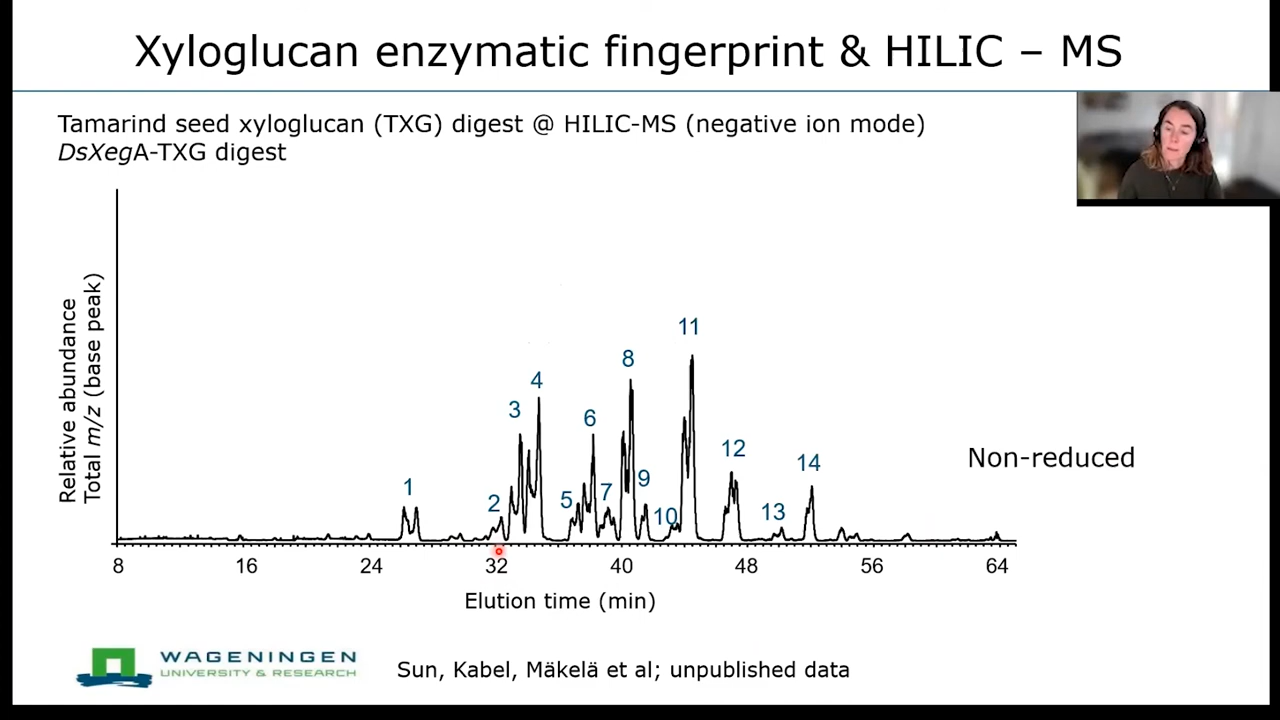 Xyloglucan enzymatic fingerprint & HILIC – MS
Tamarind seed xyloglucan (TXG) digest @ HILIC-MS (negative ion mode)
DsXegA-TXG digest
Relative abundance
Total m/z (base peak)
1
2
3
4
5
6
7
8
9
10
11
12
13
14
Non-reduced
8 16 24 32 40 48 56 64
Elution time (min)
WAGENINGEN
UNIVERSITY & RESEARCH
Sun, Kabel, Mäkelä et al; unpublished data